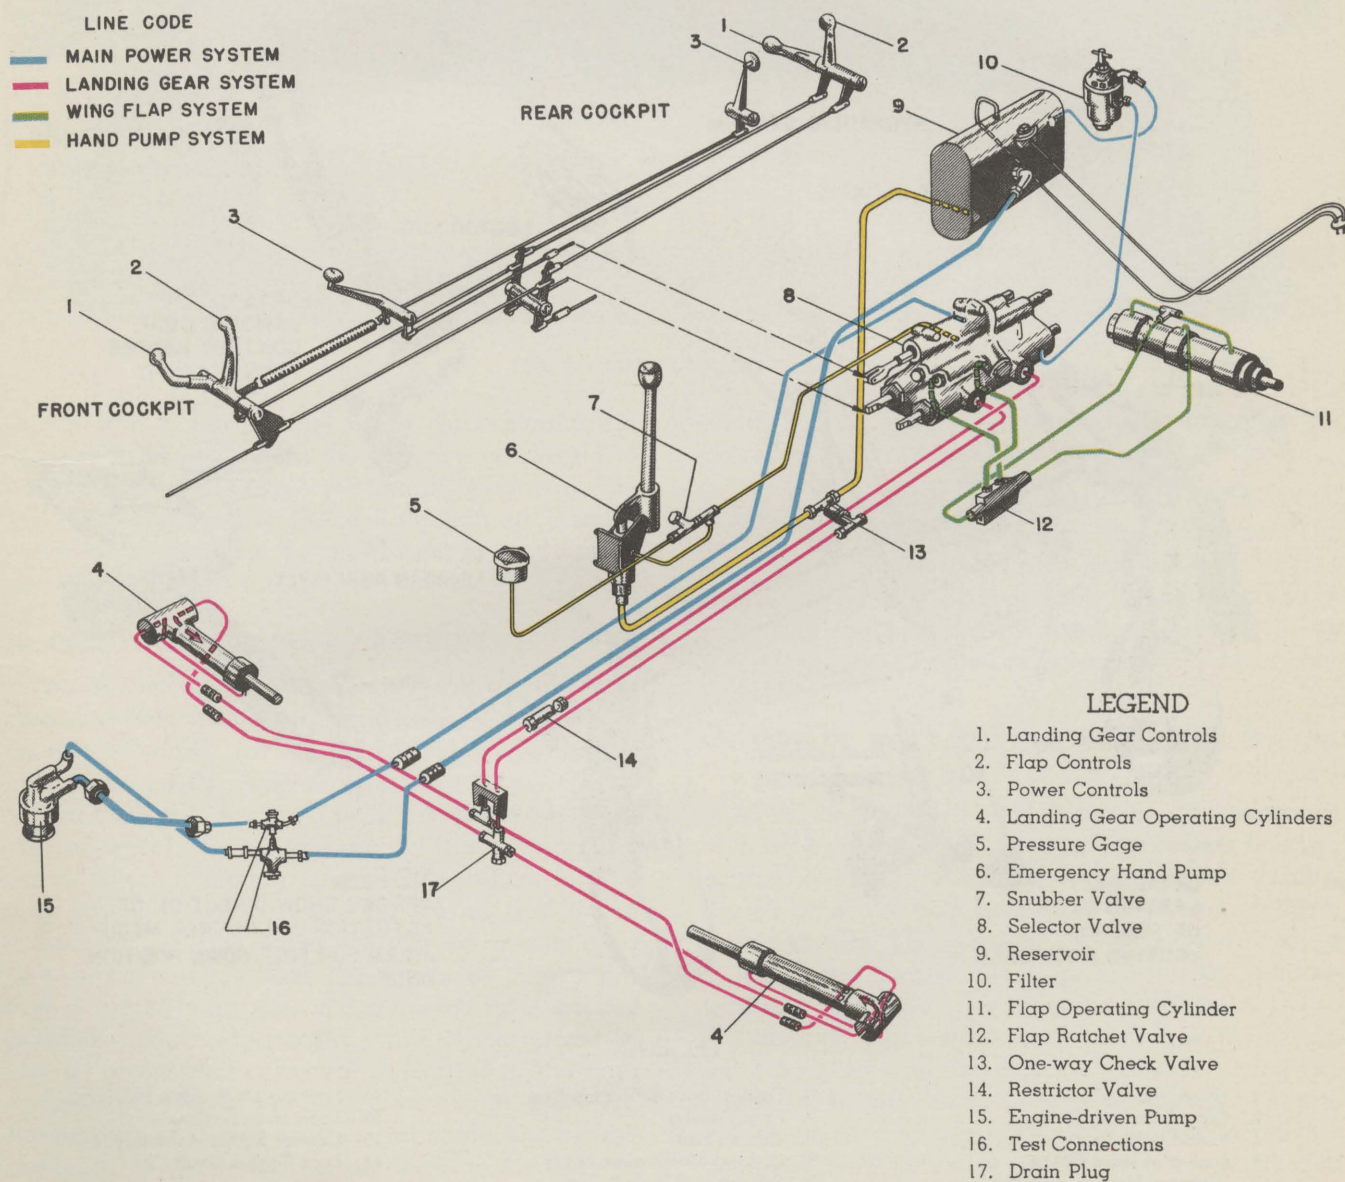 LINE CODE
MAIN POWER SYSTEM
LANDING GEAR SYSTEM
WING FLAP SYSTEM
HAND PUMP SYSTEM
REAR COCKPIT
FRONT COCKPIT
1
2
3
10
9
3
2
1
8
7
6
5
4
11
12
13
14
15
16
17
4
LEGEND
1. Landing Gear Controls
2. Flap Controls
3. Power Controls
4. Landing Gear Operating Cylinders
5. Pressure Gage
6. Emergency Hand Pump
7. Snubber Valve
8. Selector Valve
9. Reservoir
10. Filter
11. Flap Operating Cylinder
12. Flap Ratchet Valve
13. One-way Check Valve
14. Restrictor Valve
15. Engine-driven Pump
16. Test Connections
17. Drain Plug